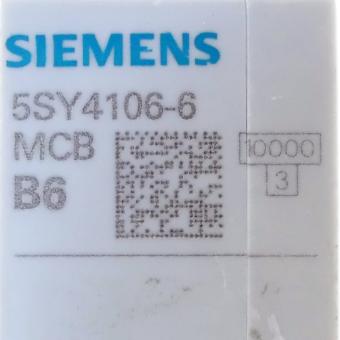 SIEMENS
5SY4106-6
MCB
B6
10000
3